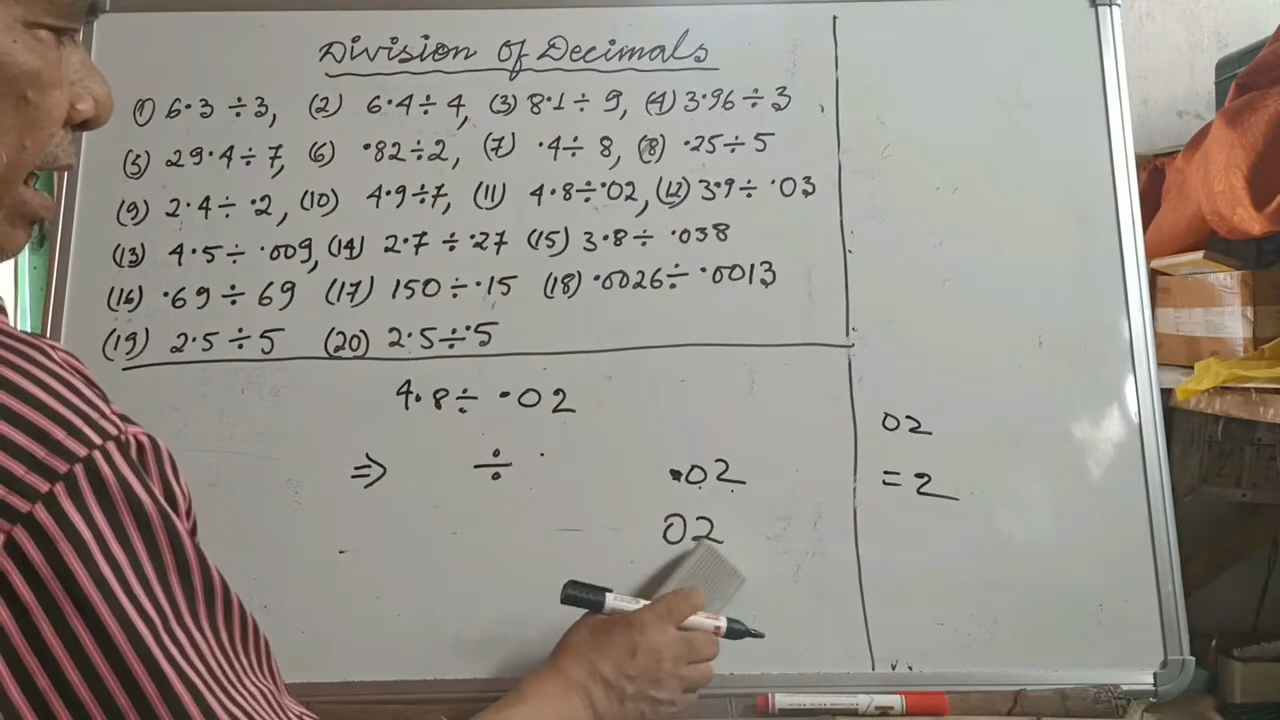 Division of Decimals
(1) 6.3 ÷ 3, (2) 6.4 ÷ 4, (3) 8.1 ÷ 9, (4) 3.96 ÷ 3,
(5) 29.4 ÷ 7, (6) .82 ÷ 2, (7) .4 ÷ 8, (8) .25 ÷ 5
(9) 2.4 ÷ .2, (10) 4.9 ÷ 7, (11) 4.8 ÷ .02, (12) 3.9 ÷ .03
(13) 4.5 ÷ .009, (14) 2.7 ÷ .27 (15) 3.8 ÷ .038
(16) .69 ÷ 69 (17) 150 ÷ .15 (18) .0026 ÷ .0013
(19) 2.5 ÷ 5 (20) 2.5 ÷ .5
4.8 ÷ .02
⇒ ÷ .
.02
02
02
= 2